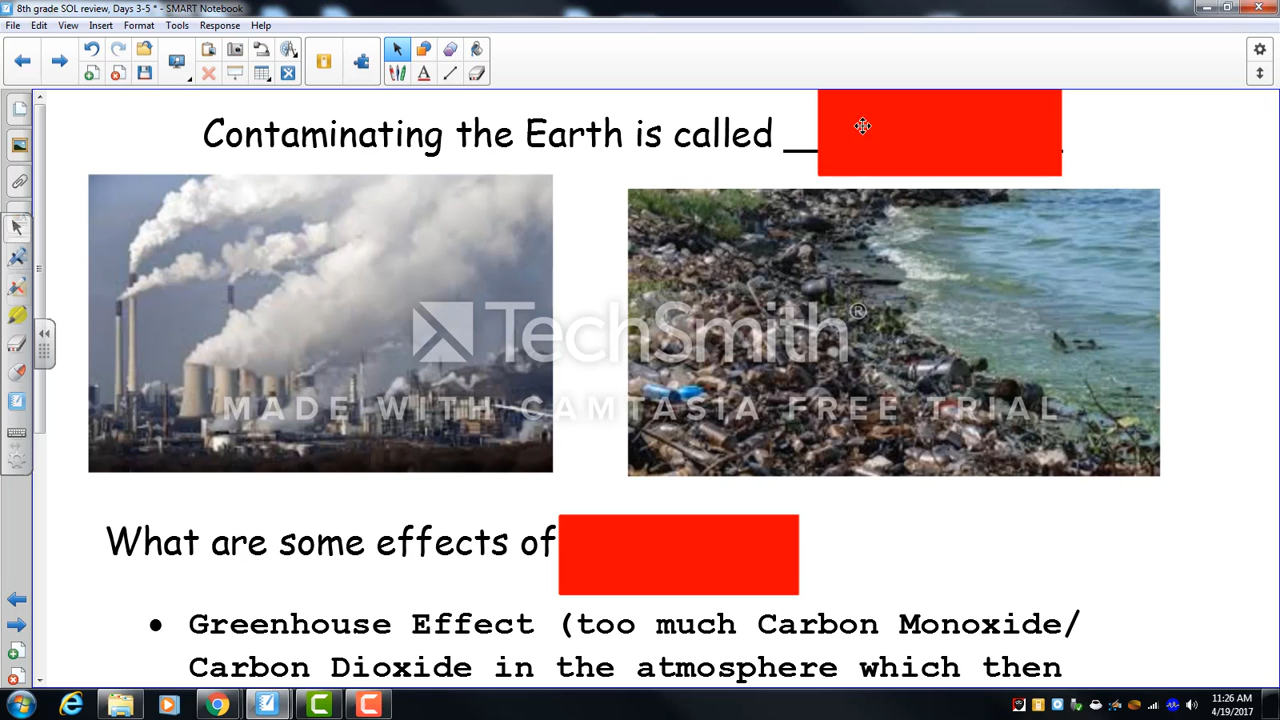 8th grade SOL review, Days 3-5 * - SMART Notebook
File Edit View Insert Format Tools Response Help
Contaminating the Earth is called __
TechSmith®
MADE WITH CAMTASIA FREE TRIAL
What are some effects of
• Greenhouse Effect (too much Carbon Monoxide/
Carbon Dioxide in the atmosphere which then
11:26 AM
4/19/2017